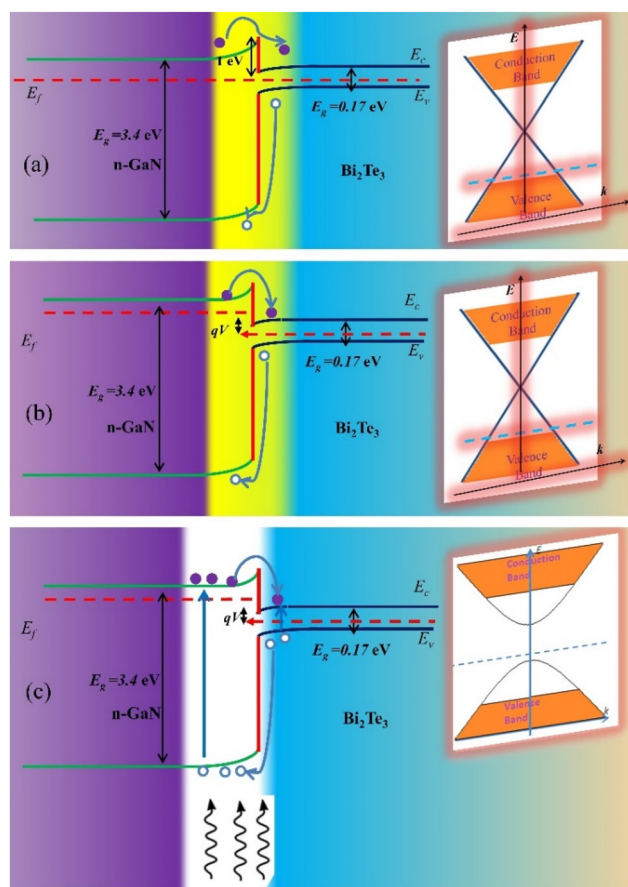 E
Conduction
Band
1 eV
E_c
E_f
E_v
E_g =0.17 eV
E_g =3.4 eV
n-GaN
(a)
Bi₂Te₃
Valence
Band
k
E
Conduction
Band
E_c
qV
E_f
E_v
E_g =0.17 eV
E_g =3.4 eV
n-GaN
(b)
Bi₂Te₃
Valence
Band
k
E
Conduction
Band
E_c
E_f
qV
E_v
E_g =0.17 eV
E_g =3.4 eV
n-GaN
(c)
Bi₂Te₃
Valence
Band
k